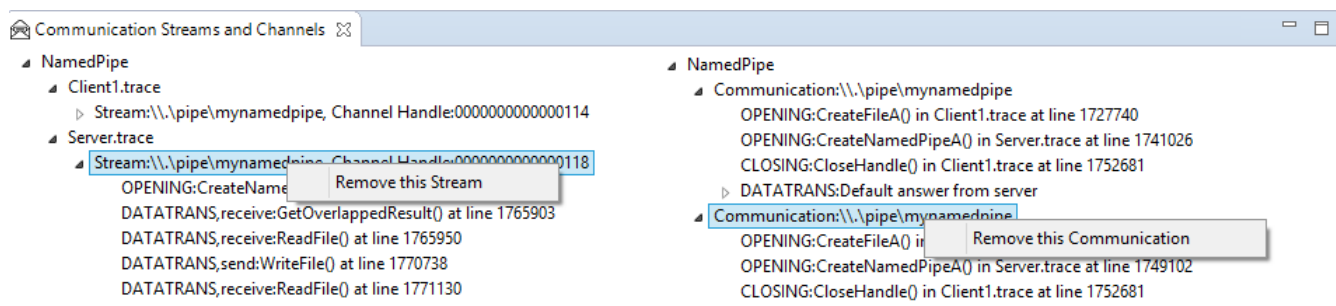 Communication Streams and Channels
NamedPipe
Client1.trace
Stream:\\.\pipe\mynamedpipe, Channel Handle:0000000000000114
Server.trace
Stream:\\.\pipe\mynamedpipe, Channel Handle:0000000000000118
Remove this Stream
OPENING:CreateName
DATATRANS,receive:GetOverlappedResult() at line 1765903
DATATRANS,receive:ReadFile() at line 1765950
DATATRANS,send:WriteFile() at line 1770738
DATATRANS,receive:ReadFile() at line 1771130
NamedPipe
Communication:\\.\pipe\mynamedpipe
OPENING:CreateFileA() in Client1.trace at line 1727740
OPENING:CreateNamedPipeA() in Server.trace at line 1741026
CLOSING:CloseHandle() in Client1.trace at line 1752681
DATATRANS:Default answer from server
Communication:\\.\pipe\mynamedpipe
Remove this Communication
OPENING:CreateFileA() in
OPENING:CreateNamedPipeA() in Server.trace at line 1749102
CLOSING:CloseHandle() in Client1.trace at line 1752681